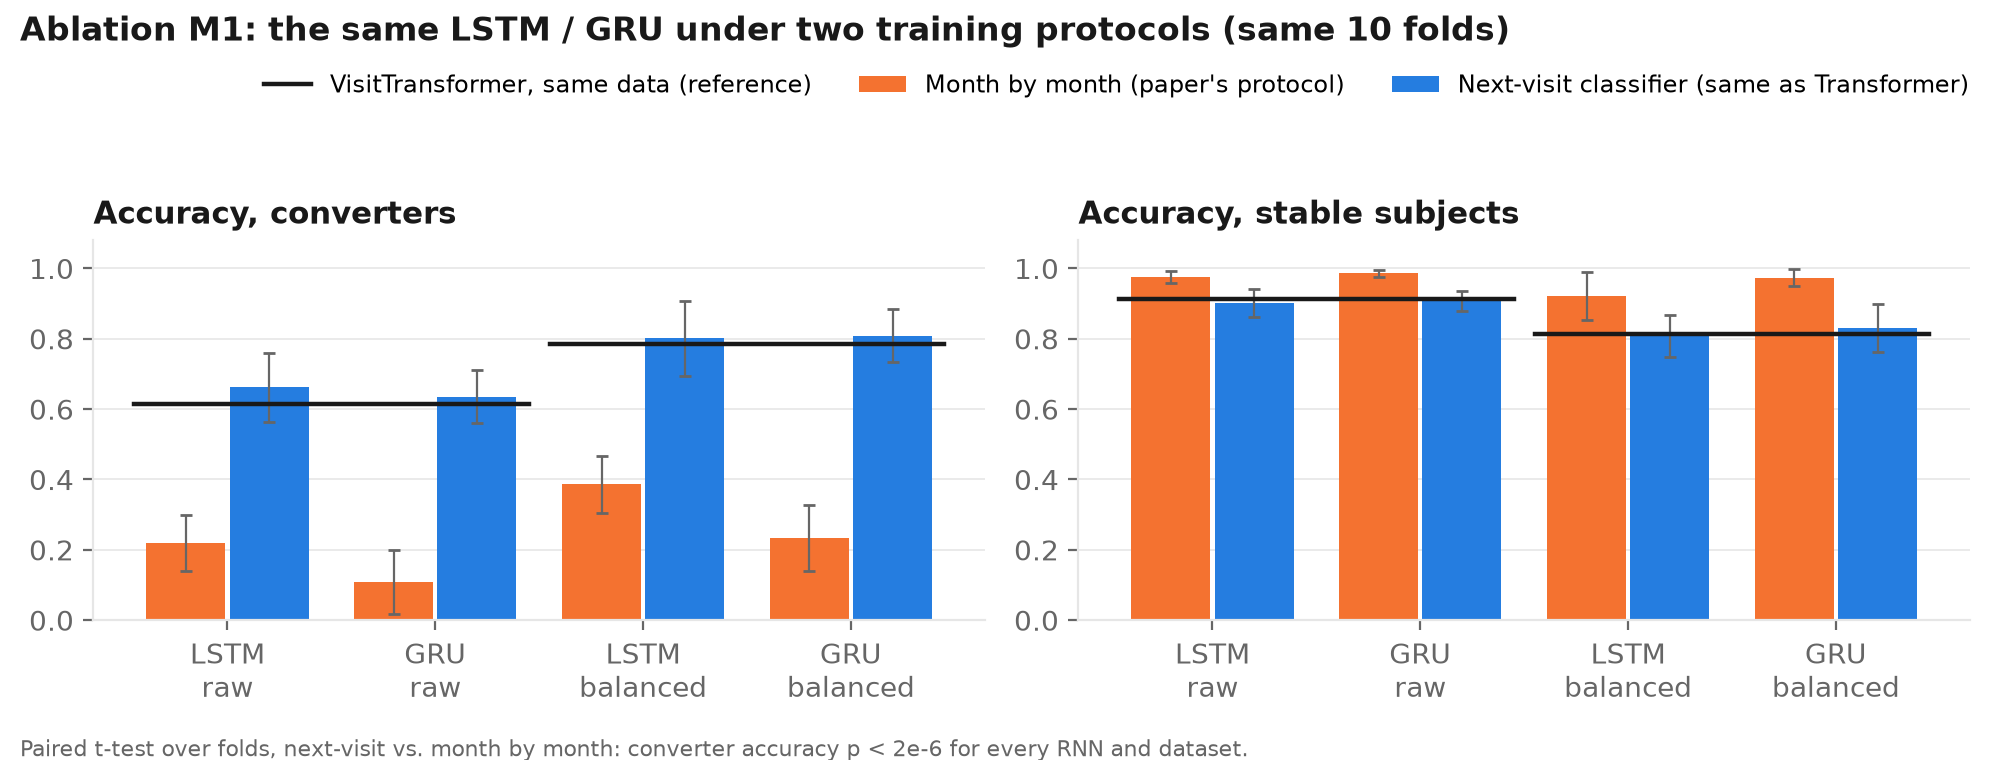 Ablation M1: the same LSTM / GRU under two training protocols (same 10 folds)
VisitTransformer, same data (reference)
Month by month (paper's protocol)
Next-visit classifier (same as Transformer)
Accuracy, converters
1.0
0.8
0.6
0.4
0.2
0.0
LSTM
raw
GRU
raw
LSTM
balanced
GRU
balanced
Accuracy, stable subjects
1.0
0.8
0.6
0.4
0.2
0.0
LSTM
raw
GRU
raw
LSTM
balanced
GRU
balanced
Paired t-test over folds, next-visit vs. month by month: converter accuracy p < 2e-6 for every RNN and dataset.